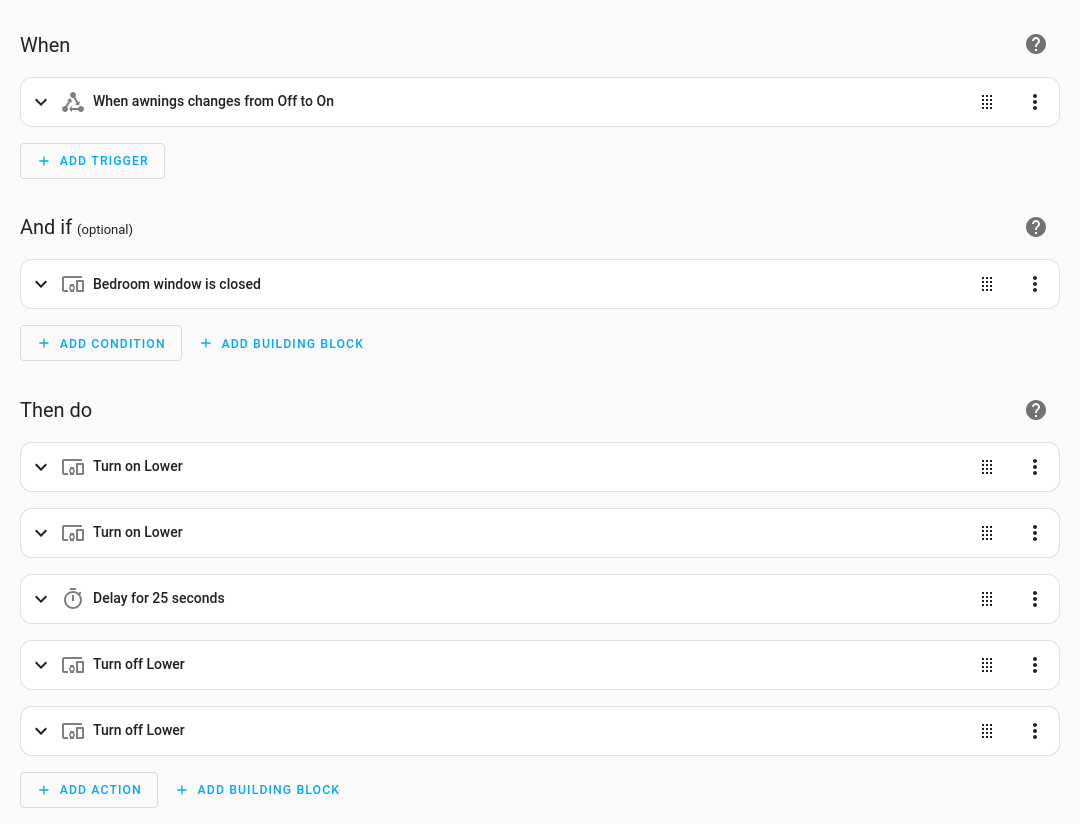 When
When awnings changes from Off to On
ADD TRIGGER
And if (optional)
Bedroom window is closed
ADD CONDITION ADD BUILDING BLOCK
Then do
Turn on Lower
Turn on Lower
Delay for 25 seconds
Turn off Lower
Turn off Lower
ADD ACTION ADD BUILDING BLOCK